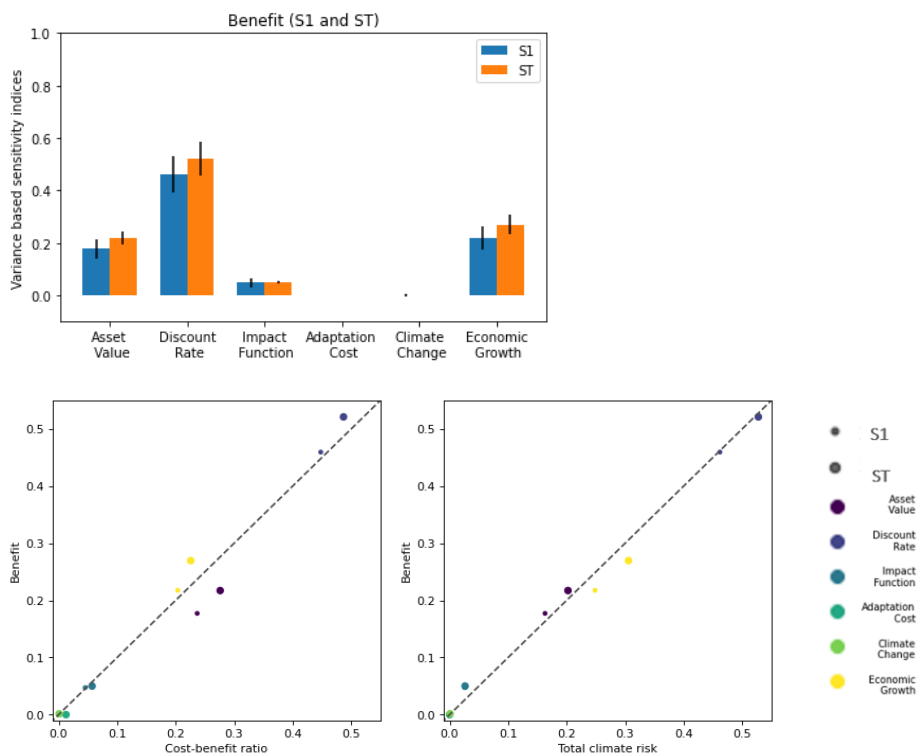 Benefit (S1 and ST)
1.0
0.8
0.6
0.4
0.2
0.0
Variance based sensitivity indices
S1
ST
Asset
Value
Discount
Rate
Impact
Function
Adaptation
Cost
Climate
Change
Economic
Growth
0.5
0.4
0.3
0.2
0.1
0.0
Benefit
0.0 0.1 0.2 0.3 0.4 0.5
Cost-benefit ratio
0.5
0.4
0.3
0.2
0.1
0.0
Benefit
0.0 0.1 0.2 0.3 0.4 0.5
Total climate risk
S1
ST
Asset
Value
Discount
Rate
Impact
Function
Adaptation
Cost
Climate
Change
Economic
Growth